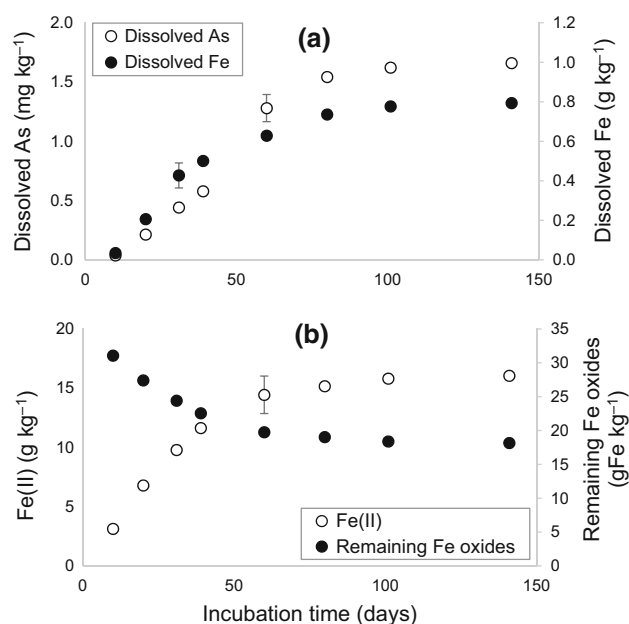 (a)
Dissolved As
Dissolved Fe
Dissolved As (mg kg⁻¹)
2.0
1.5
1.0
0.5
0.0
Dissolved Fe (g kg⁻¹)
1.2
1.0
0.8
0.6
0.4
0.2
0.0
0 50 100 150
(b)
Fe(II) (g kg⁻¹)
20
15
10
5
0
Remaining Fe oxides
(gFe kg⁻¹)
35
30
25
20
15
10
5
0
Fe(II)
Remaining Fe oxides
0 50 100 150
Incubation time (days)